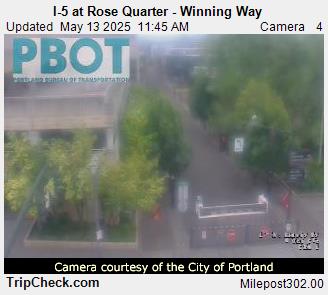 I-5 at Rose Quarter - Winning Way
Updated May 13 2025 11:45 AM Camera 4
PBOT
PORTLAND BUREAU OF TRANSPORTATION
Camera courtesy of the City of Portland
TripCheck.com Milepost302.00